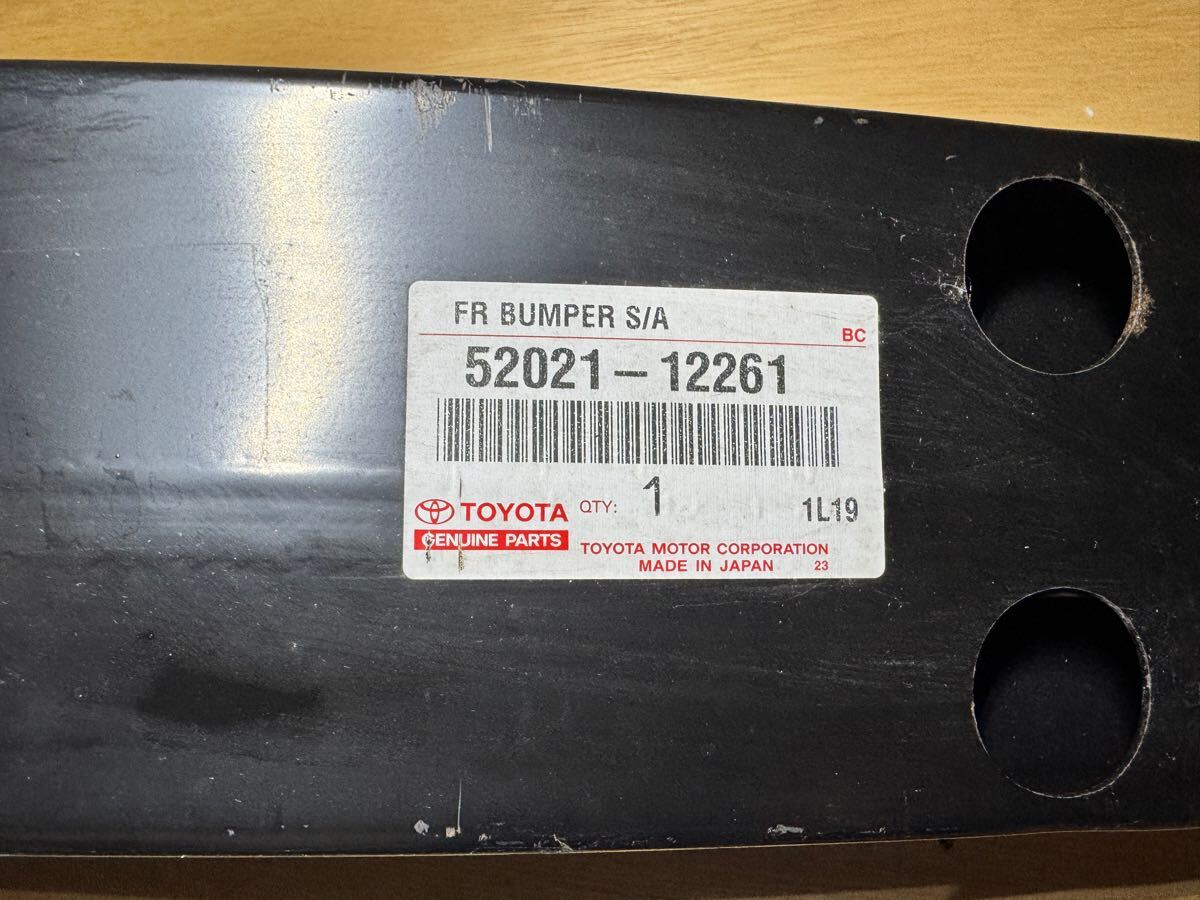 FR BUMPER S/A
BC
52021-12261
TOYOTA
GENUINE PARTS
QTY: 1
1L19
TOYOTA MOTOR CORPORATION
MADE IN JAPAN 23